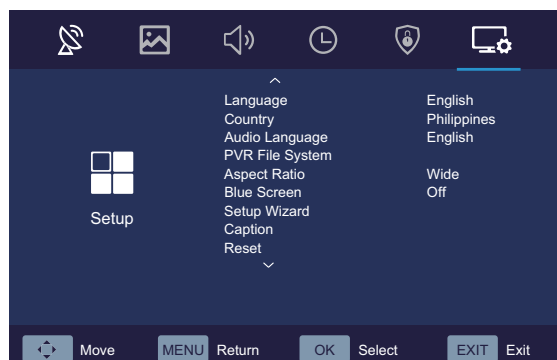 Language English
Country Philippines
Audio Language English
PVR File System
Aspect Ratio Wide
Blue Screen Off
Setup Wizard
Caption
Reset
Setup
Move MENU Return OK Select EXIT Exit